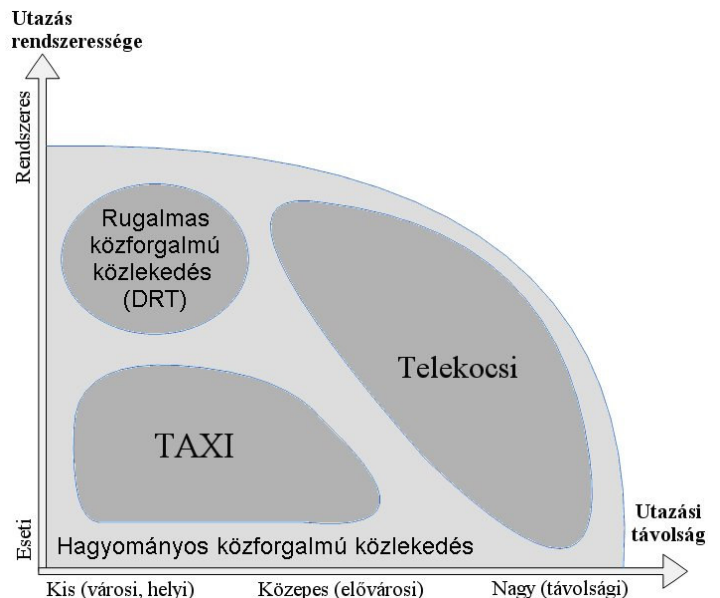 Utazás
rendszeressége
Rendszeres
Rugalmas
közforgalmú
közlekedés
(DRT)
Telekocsi
TAXI
Eseti
Hagyományos közforgalmú közlekedés
Utazási
távolság
Kis (városi, helyi)
Közepes (elővárosi)
Nagy (távolsági)